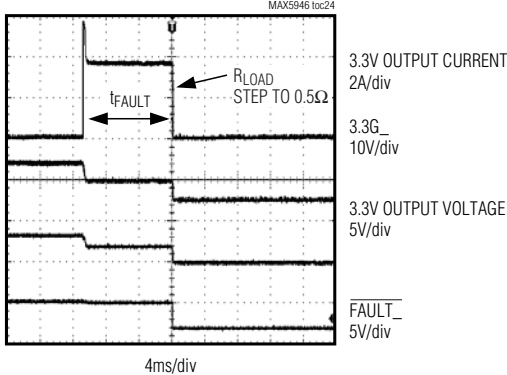 MAX5946 toc24
3.3V OUTPUT CURRENT
2A/div
RLOAD
STEP TO 0.5Ω
tFAULT
3.3G_
10V/div
3.3V OUTPUT VOLTAGE
5V/div
FAULT_
5V/div
4ms/div